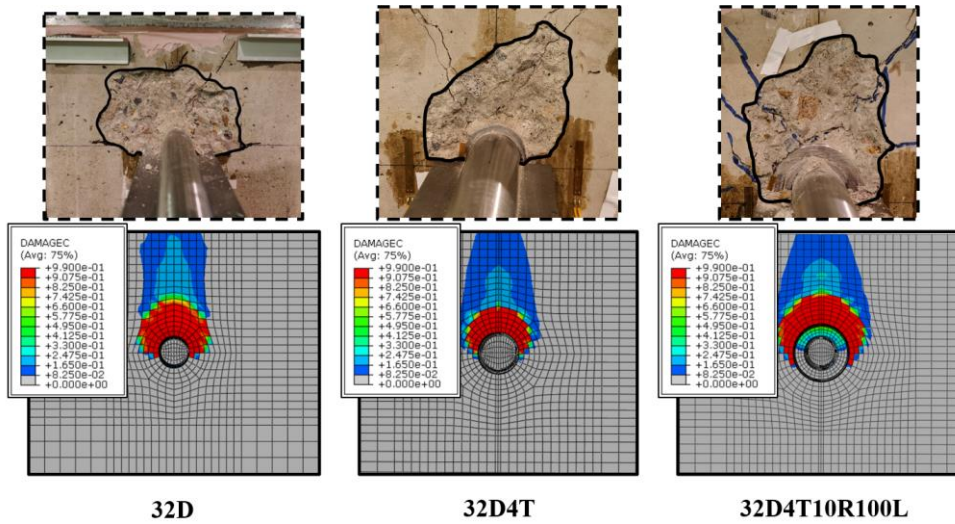 DAMAGEC
(Avg: 75%)
+9.900e-01
+9.075e-01
+8.250e-01
+7.425e-01
+6.600e-01
+5.775e-01
+4.950e-01
+4.125e-01
+3.300e-01
+2.475e-01
+1.650e-01
+8.250e-02
+0.000e+00
DAMAGEC
(Avg: 75%)
+9.900e-01
+9.075e-01
+8.250e-01
+7.425e-01
+6.600e-01
+5.775e-01
+4.950e-01
+4.125e-01
+3.300e-01
+2.475e-01
+1.650e-01
+8.250e-02
+0.000e+00
DAMAGEC
(Avg: 75%)
+9.900e-01
+9.075e-01
+8.250e-01
+7.425e-01
+6.600e-01
+5.775e-01
+4.950e-01
+4.125e-01
+3.300e-01
+2.475e-01
+1.650e-01
+8.250e-02
+0.000e+00
32D
32D4T
32D4T10R100L